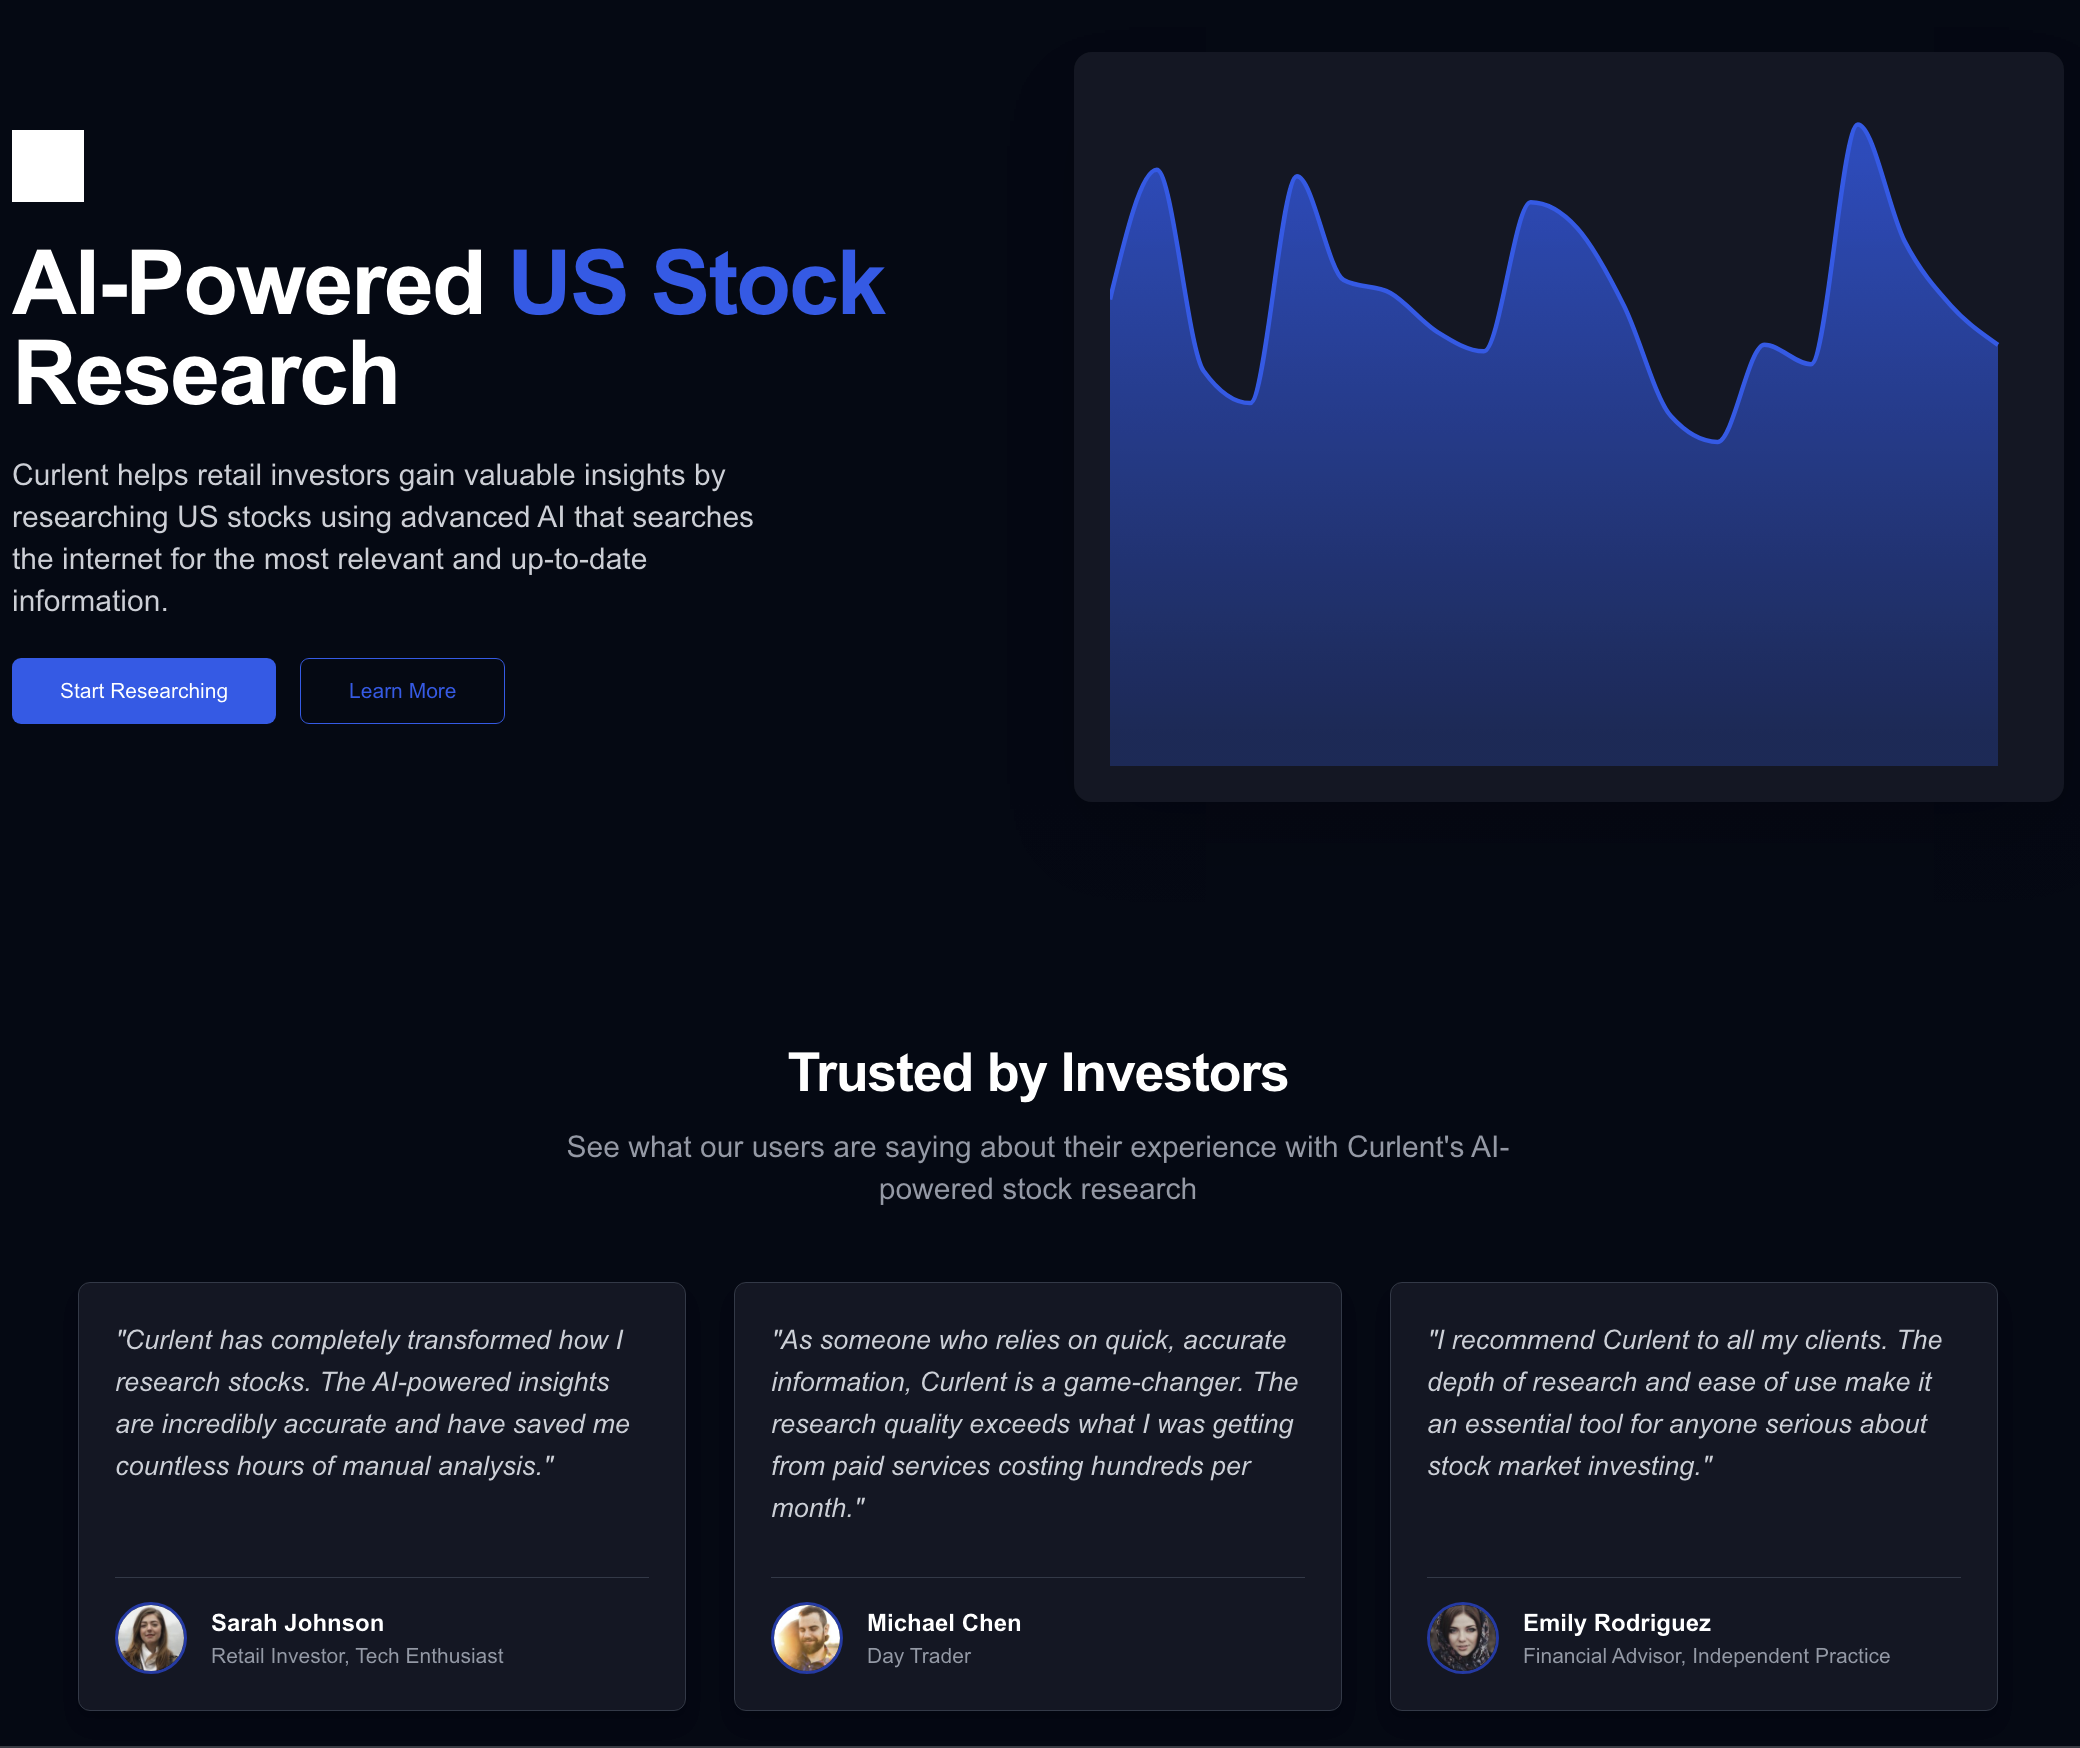 AI-Powered US Stock
Research
Curlent helps retail investors gain valuable insights by
researching US stocks using advanced AI that searches
the internet for the most relevant and up-to-date
information.
Start Researching
Learn More
Trusted by Investors
See what our users are saying about their experience with Curlent's AI-
powered stock research
"Curlent has completely transformed how I
research stocks. The AI-powered insights
are incredibly accurate and have saved me
countless hours of manual analysis."
Sarah Johnson
Retail Investor, Tech Enthusiast
"As someone who relies on quick, accurate
information, Curlent is a game-changer. The
research quality exceeds what I was getting
from paid services costing hundreds per
month."
Michael Chen
Day Trader
"I recommend Curlent to all my clients. The
depth of research and ease of use make it
an essential tool for anyone serious about
stock market investing."
Emily Rodriguez
Financial Advisor, Independent Practice